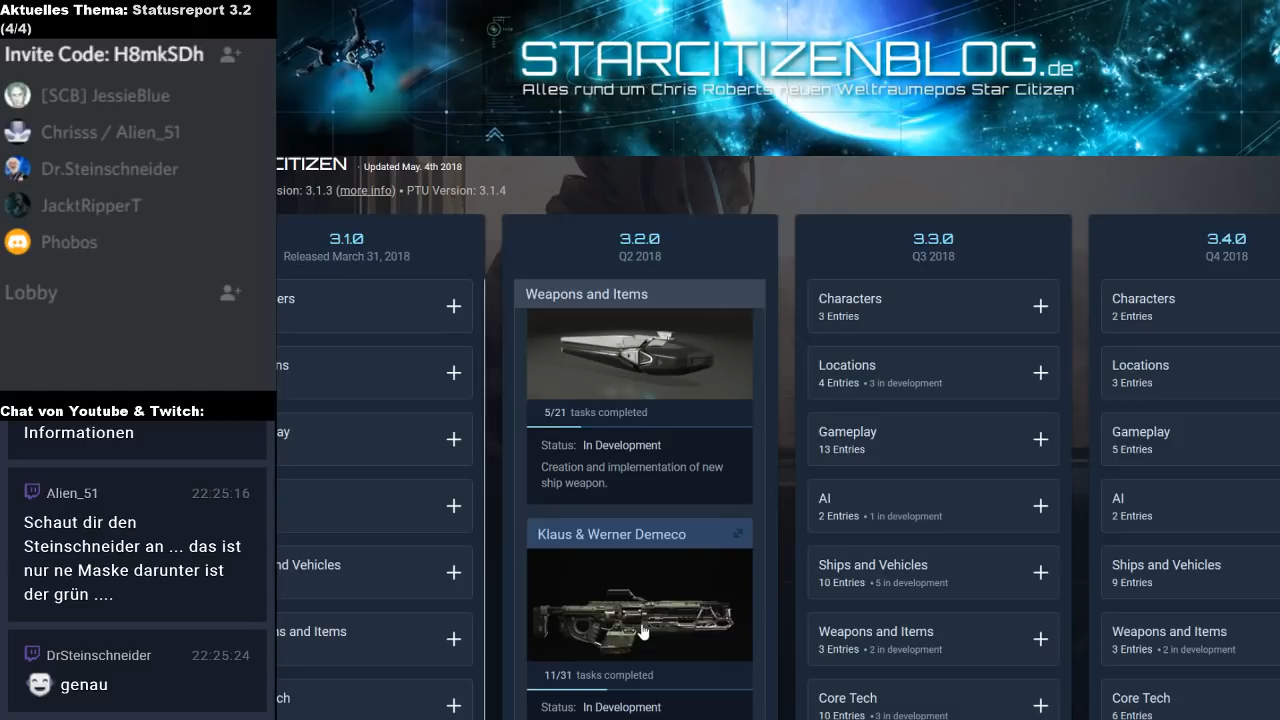 Aktuelles Thema: Statusreport 3.2
(4/4)
Invite Code: H8mkSDh
[SCB] JessieBlue
Chrisss / Alien_51
Dr.Steinschneider
JacktRipperT
Phobos
Lobby
Chat von Youtube & Twitch:
Informationen
Alien_51 22:25:16
Schaut dir den
Steinschneider an ... das ist
nur ne Maske darunter ist
der grün ....
DrSteinschneider 22:25:24
genau
STARCITIZENBLOG.de
Alles rund um Chris Roberts neuen Weltraumepos Star Citizen
CITIZEN · Updated May. 4th 2018
sion: 3.1.3 (more info) • PTU Version: 3.1.4
3.1.0
Released March 31, 2018
ers
ns
ay
nd Vehicles
ns and Items
ch
3.2.0
Q2 2018
Weapons and Items
5/21 tasks completed
Status: In Development
Creation and implementation of new
ship weapon.
Klaus & Werner Demeco
11/31 tasks completed
Status: In Development
3.3.0
Q3 2018
Characters
3 Entries
Locations
4 Entries • 3 in development
Gameplay
13 Entries
AI
2 Entries • 1 in development
Ships and Vehicles
10 Entries • 5 in development
Weapons and Items
3 Entries • 2 in development
Core Tech
10 Entries • 3 in development
3.4.0
Q4 2018
Characters
2 Entries
Locations
3 Entries
Gameplay
5 Entries
AI
2 Entries
Ships and Vehicles
9 Entries
Weapons and Items
3 Entries • 2 in development
Core Tech
6 Entries